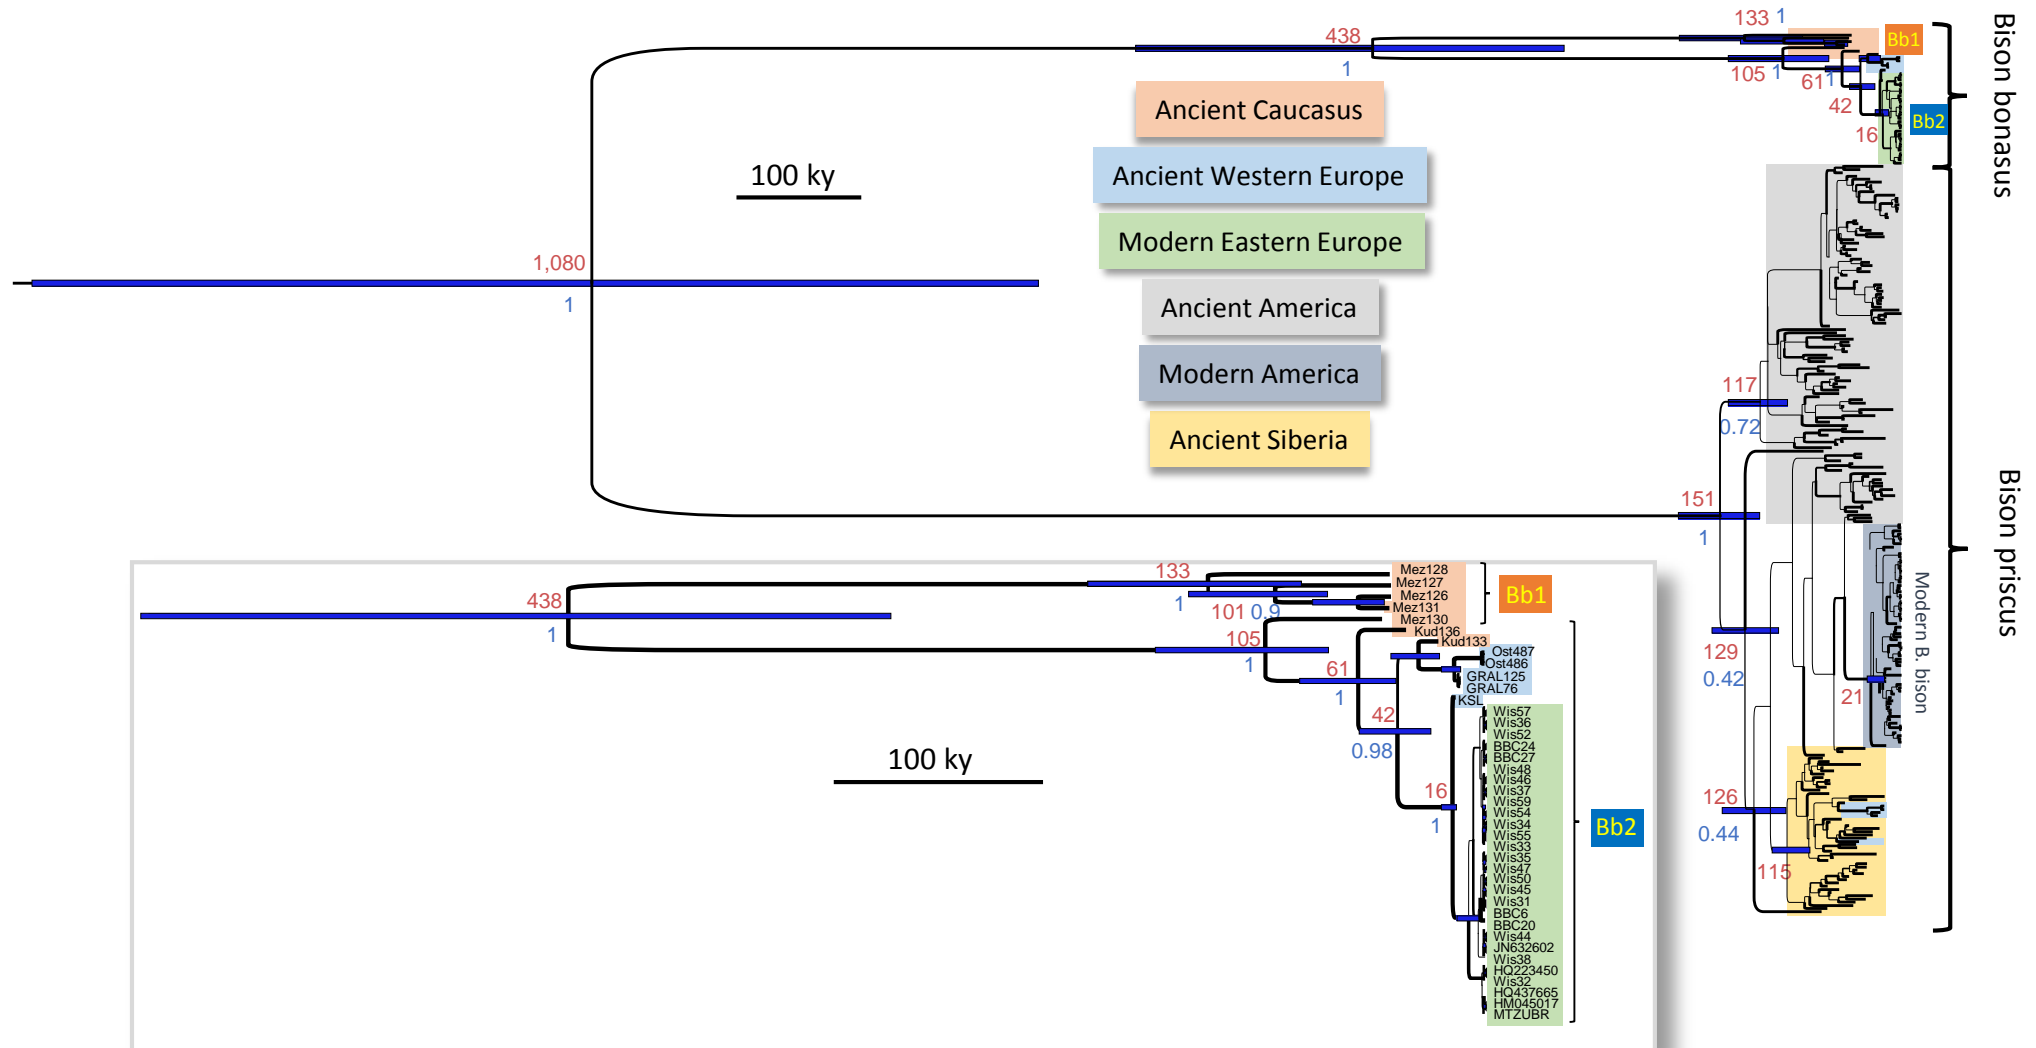 133
1
438
1
Bb1
105
1
61
1
42
16
Bb2
Bison bonasus
Ancient Caucasus
100 ky
Ancient Western Europe
Modern Eastern Europe
1,080
1
Ancient America
Modern America
Ancient Siberia
117
0.72
151
1
Bison priscus
129
0.42
21
Modern B. bison
126
0.44
115
438
1
133
1
101
0.9
105
1
61
1
42
0.98
16
1
100 ky
Mez128
Mez127
Mez126
Mez131
Mez130
Kud136
Kud133
Ost487
Ost486
GRAL125
GRAL76
KSL
Wis57
Wis36
Wis52
BBC24
BBC27
Wis48
Wis46
Wis37
Wis59
Wis54
Wis34
Wis55
Wis33
Wis35
Wis47
Wis50
Wis45
Wis31
BBC6
BBC20
Wis44
JN632602
Wis38
HQ223450
Wis32
HQ437665
HM045017
MTZUBR
Bb1
Bb2